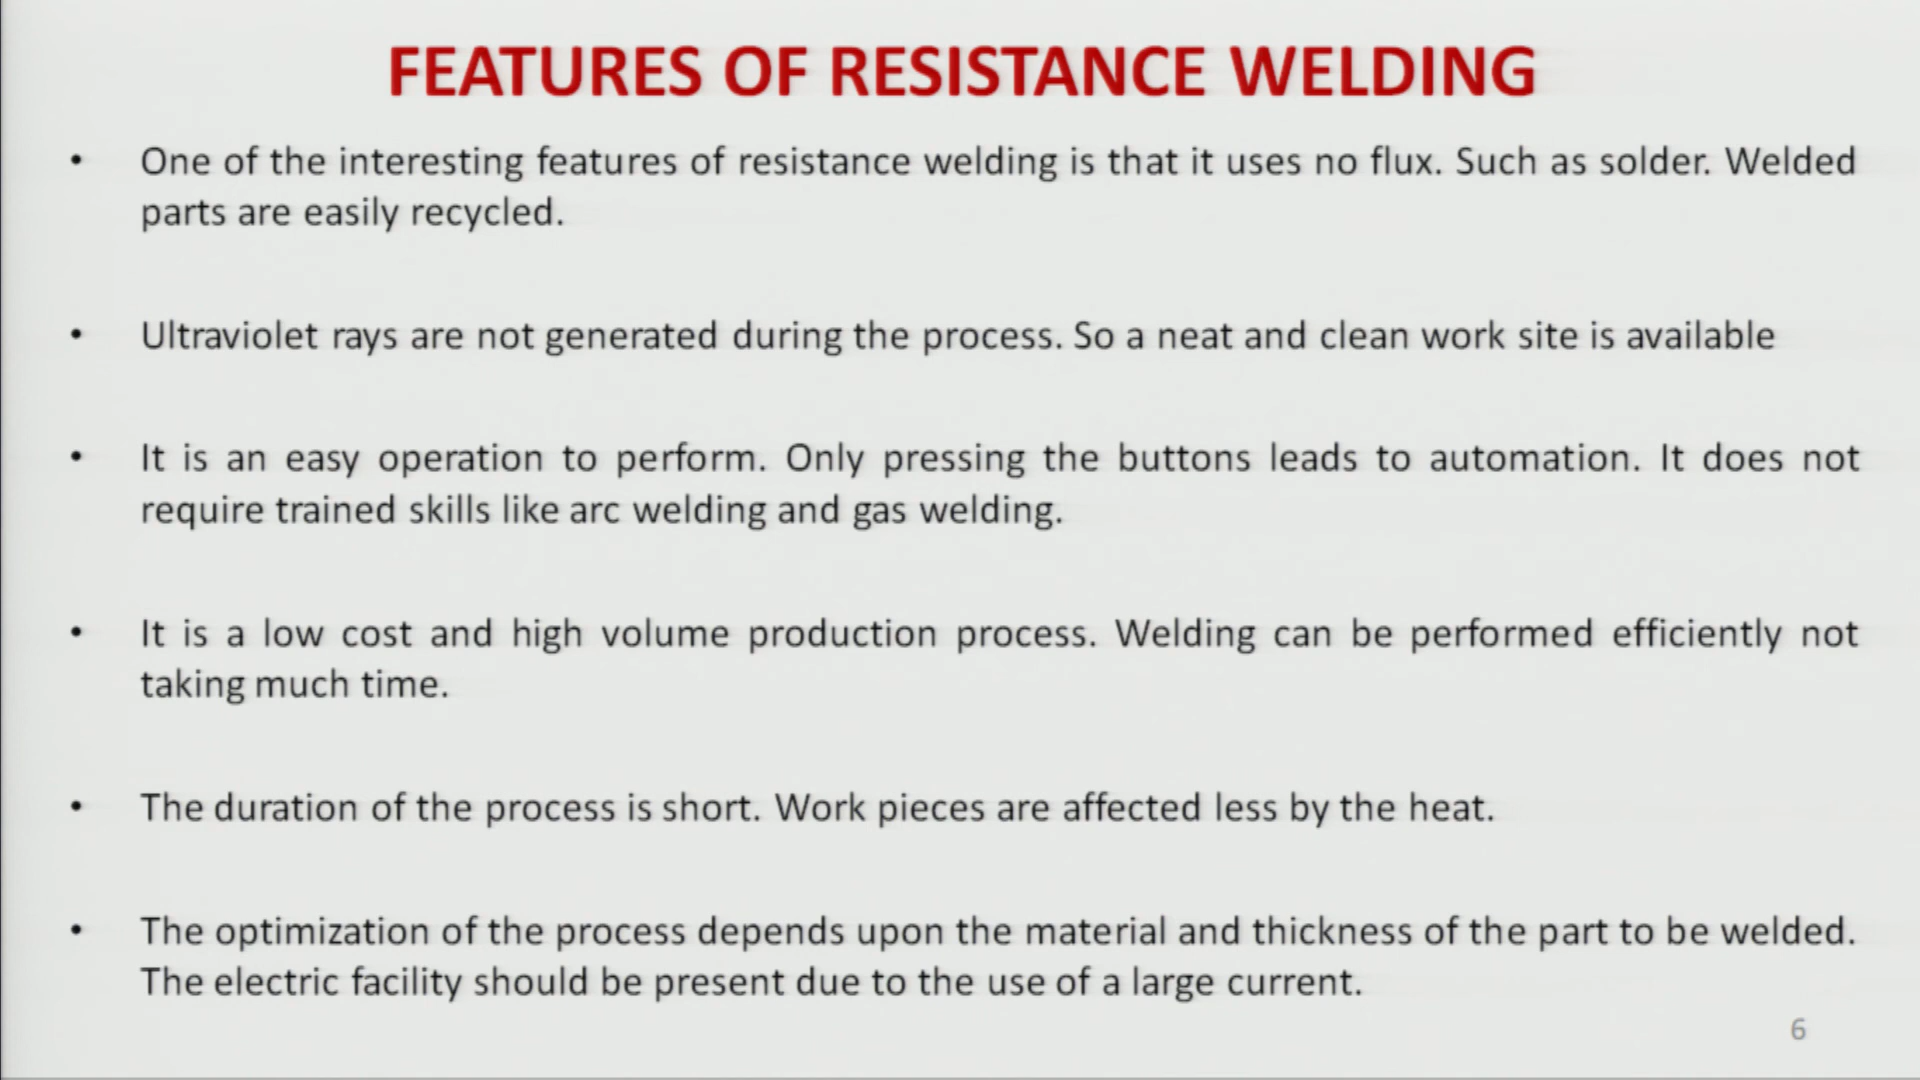 FEATURES OF RESISTANCE WELDING
• One of the interesting features of resistance welding is that it uses no flux. Such as solder. Welded
parts are easily recycled.
• Ultraviolet rays are not generated during the process. So a neat and clean work site is available
• It is an easy operation to perform. Only pressing the buttons leads to automation. It does not
require trained skills like arc welding and gas welding.
• It is a low cost and high volume production process. Welding can be performed efficiently not
taking much time.
• The duration of the process is short. Work pieces are affected less by the heat.
• The optimization of the process depends upon the material and thickness of the part to be welded.
The electric facility should be present due to the use of a large current.
6